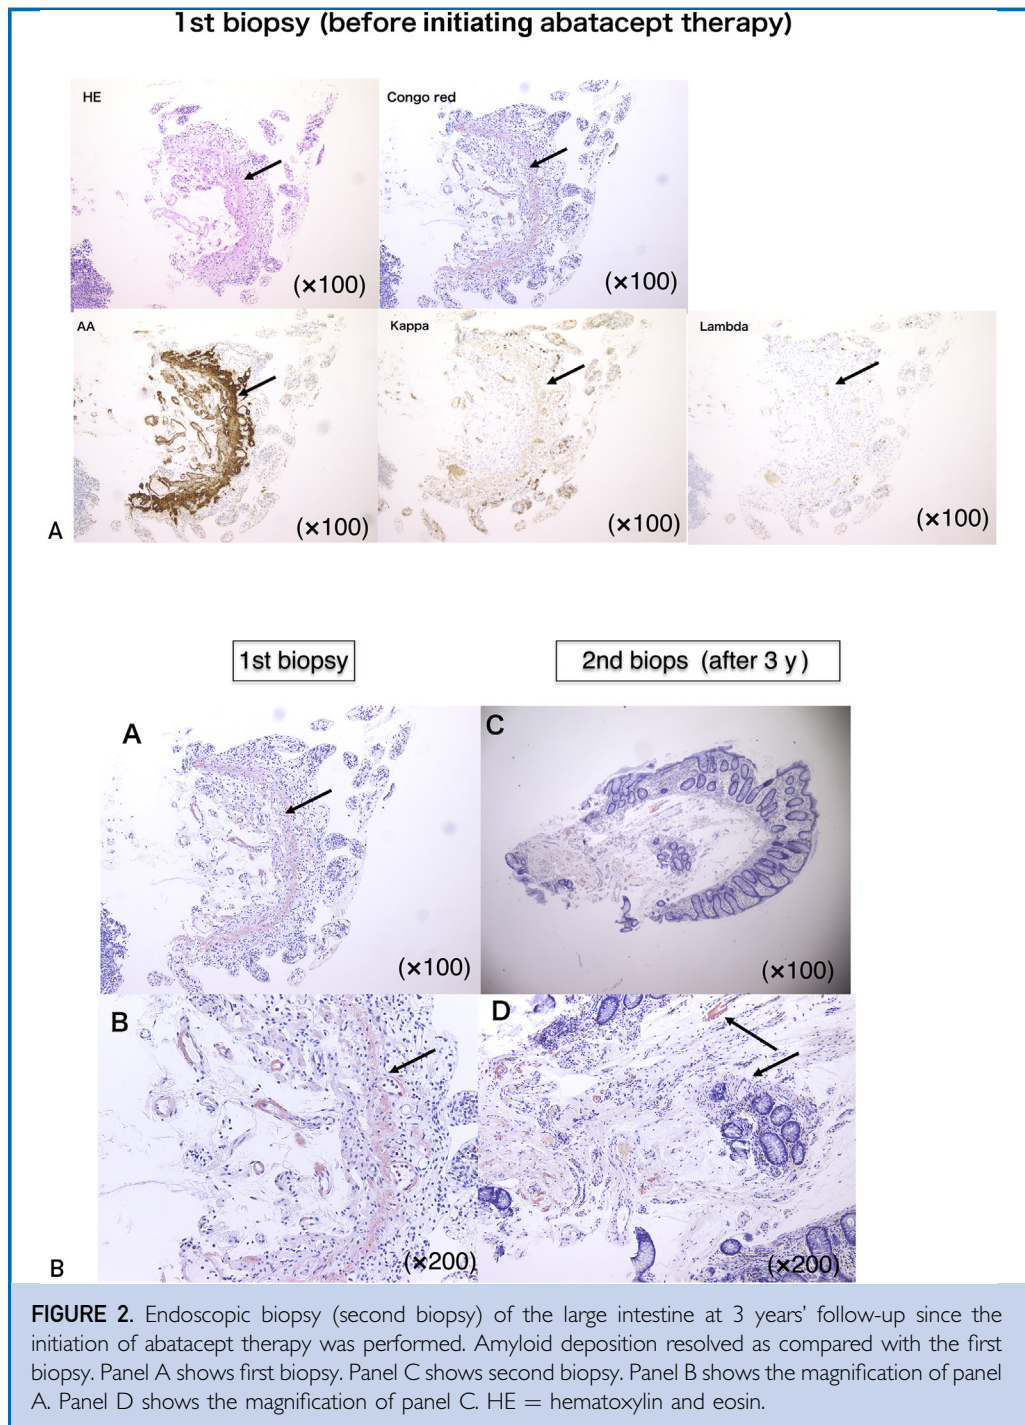 1st biopsy (before initiating abatacept therapy)
HE
Congo red
(×100)
(×100)
AA
Kappa
Lambda
(×100)
(×100)
(×100)
A
1st biopsy
2nd biops (after 3 y )
A
C
(×100)
(×100)
B
D
(×200)
(×200)
B
FIGURE 2. Endoscopic biopsy (second biopsy) of the large intestine at 3 years' follow-up since the
initiation of abatacept therapy was performed. Amyloid deposition resolved as compared with the first
biopsy. Panel A shows first biopsy. Panel C shows second biopsy. Panel B shows the magnification of panel
A. Panel D shows the magnification of panel C. HE = hematoxylin and eosin.